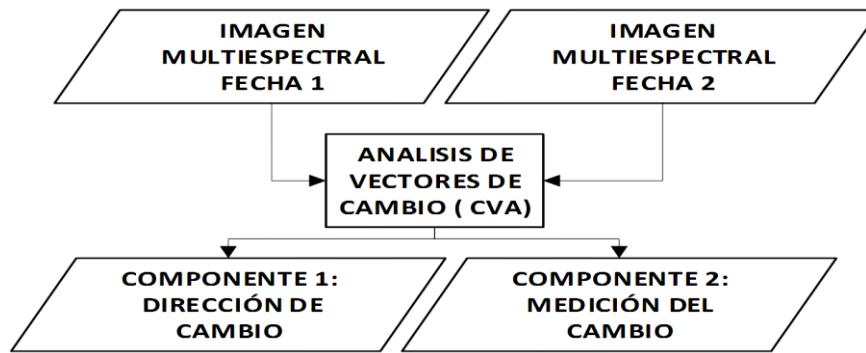 IMAGEN
MULTIESPECTRAL
FECHA 1
IMAGEN
MULTIESPECTRAL
FECHA 2
ANALISIS DE
VECTORES DE
CAMBIO ( CVA)
COMPONENTE 1:
DIRECCIÓN DE
CAMBIO
COMPONENTE 2:
MEDICIÓN DEL
CAMBIO